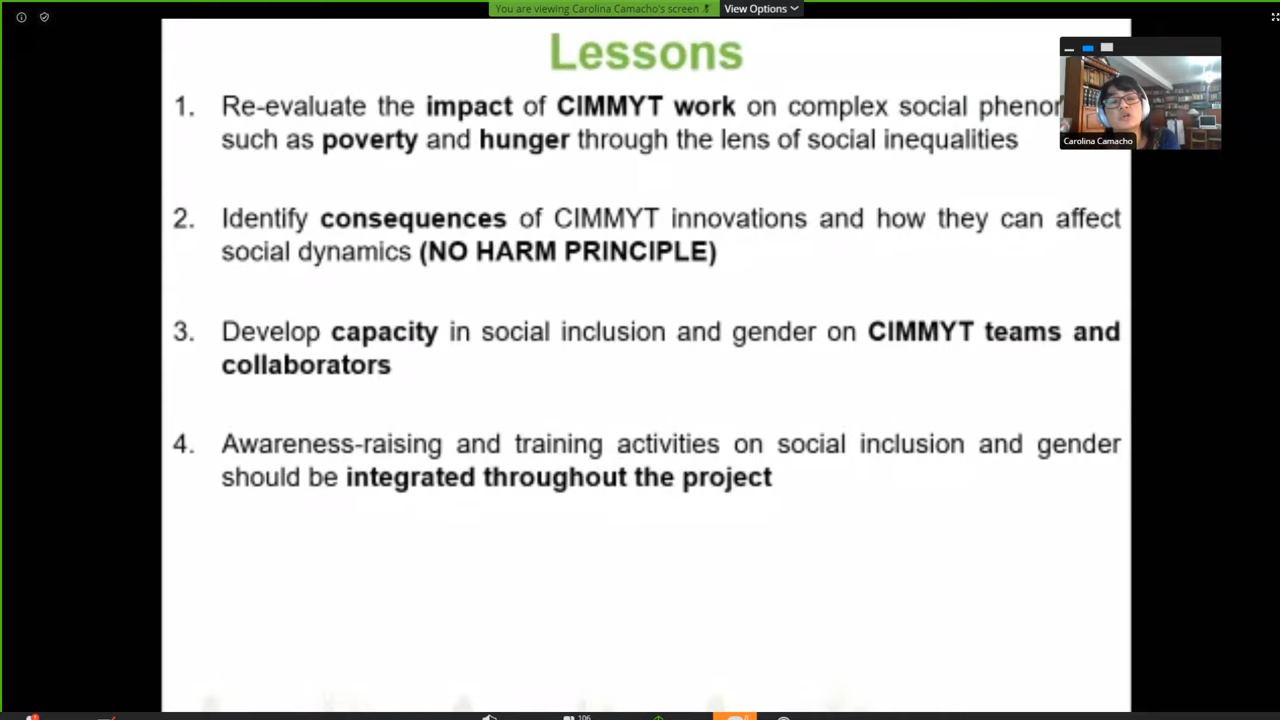 You are viewing Carolina Camacho's screen
View Options
Lessons
1. Re-evaluate the impact of CIMMYT work on complex social
such as poverty and hunger through the lens of social inequalities
Carolina Camacho
2. Identify consequences of CIMMYT innovations and how they can affect
social dynamics (NO HARM PRINCIPLE)
3. Develop capacity in social inclusion and gender on CIMMYT teams and
collaborators
4. Awareness-raising and training activities on social inclusion and gender
should be integrated throughout the project
106